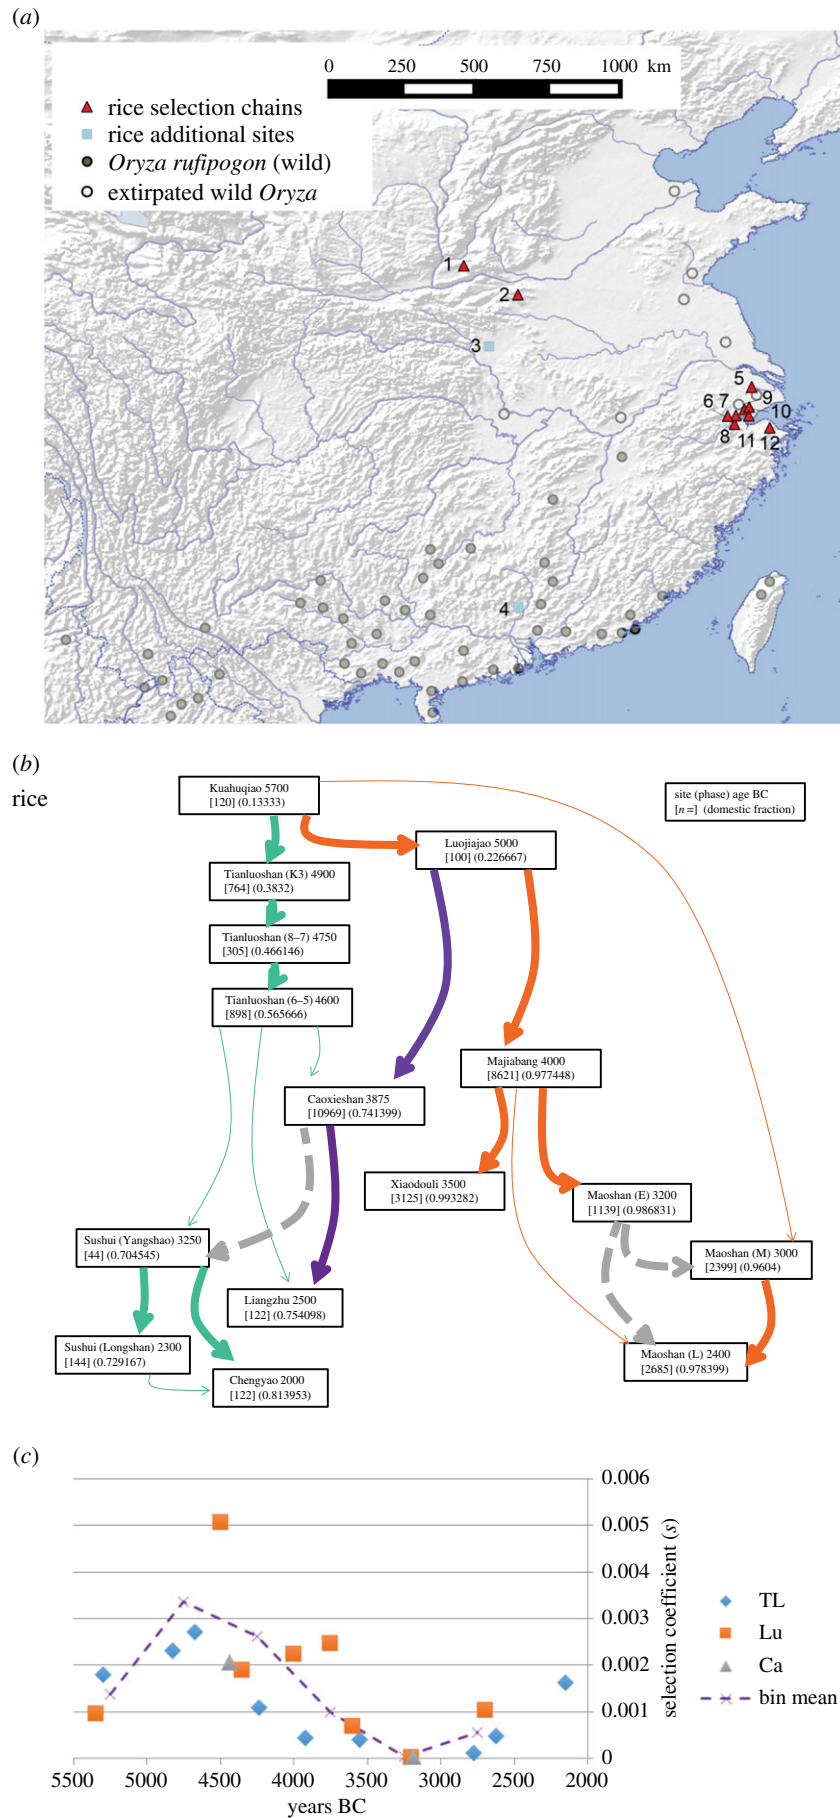 (a)
0 250 500 750 1000 km
rice selection chains
rice additional sites
Oryza rufipogon (wild)
extirpated wild Oryza
1
2
3
5
6 7 9
10
8 11 12
4
(b)
rice
Kuahuqiao 5700
[120] (0.13333)
site (phase) age BC
[n =] (domestic fraction)
Luojiajao 5000
[100] (0.226667)
Tianluoshan (K3) 4900
[764] (0.3832)
Tianluoshan (8–7) 4750
[305] (0.466146)
Tianluoshan (6–5) 4600
[898] (0.565666)
Majiabang 4000
[8621] (0.977448)
Caoxieshan 3875
[10969] (0.741399)
Xiaodouli 3500
[3125] (0.993282)
Maoshan (E) 3200
[1139] (0.986831)
Sushui (Yangshao) 3250
[44] (0.704545)
Maoshan (M) 3000
[2399] (0.9604)
Liangzhu 2500
[122] (0.754098)
Sushui (Longshan) 2300
[144] (0.729167)
Maoshan (L) 2400
[2685] (0.978399)
Chengyao 2000
[122] (0.813953)
(c)
0.006
0.005
0.004
0.003
0.002
0.001
0
selection coefficient (s)
TL
Lu
Ca
bin mean
5500 5000 4500 4000 3500 3000 2500 2000
years BC